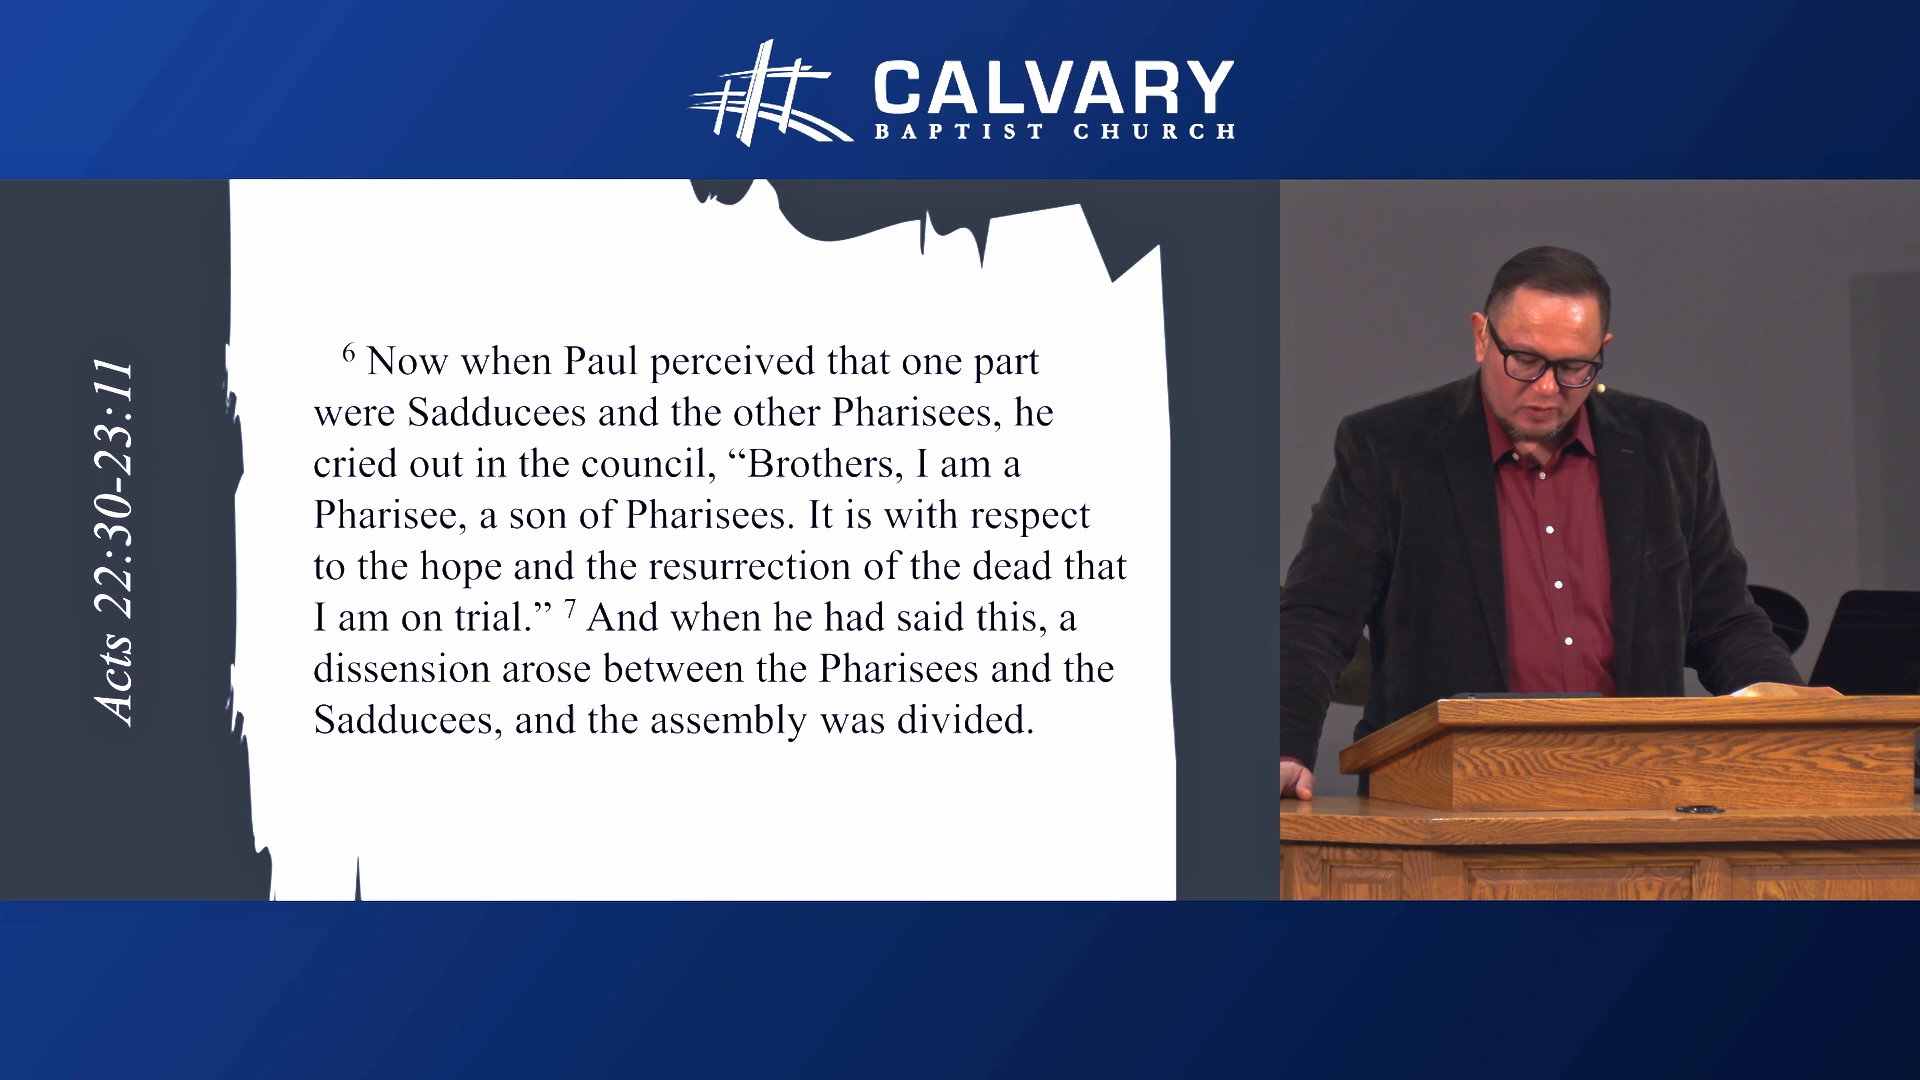 CALVARY
BAPTIST CHURCH
Acts 22:30-23:11
6 Now when Paul perceived that one part
were Sadducees and the other Pharisees, he
cried out in the council, “Brothers, I am a
Pharisee, a son of Pharisees. It is with respect
to the hope and the resurrection of the dead that
I am on trial.” 7 And when he had said this, a
dissension arose between the Pharisees and the
Sadducees, and the assembly was divided.